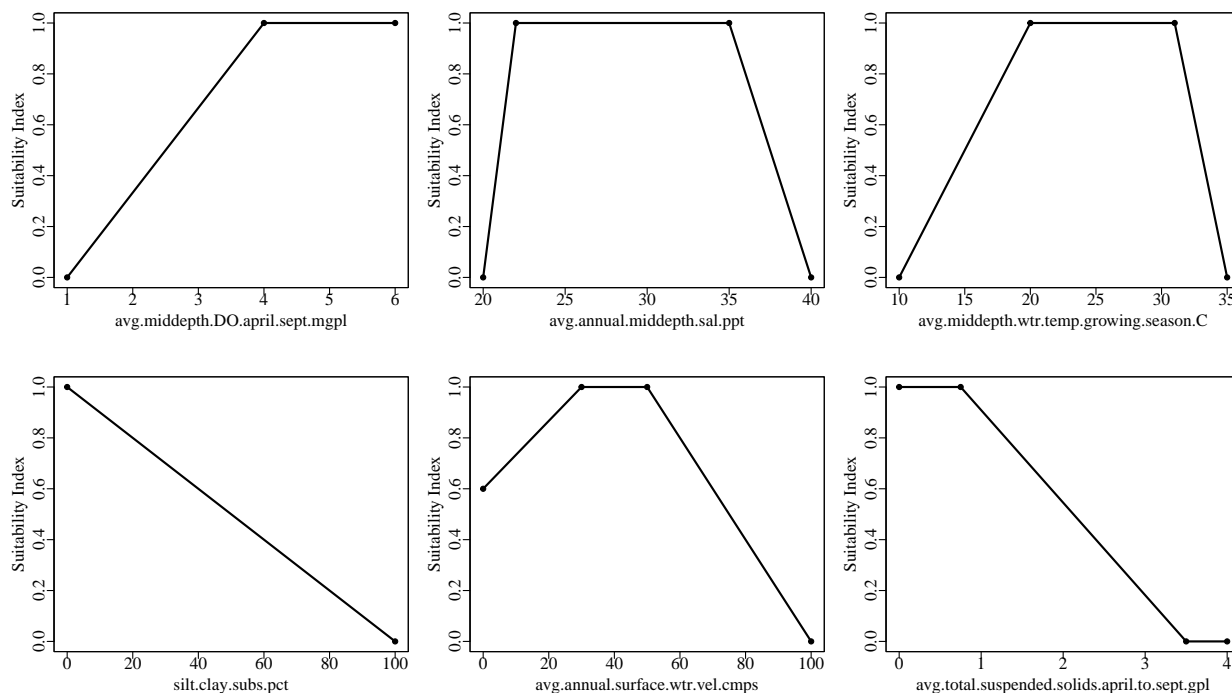 Suitability Index
0.0 0.2 0.4 0.6 0.8 1.0
1 2 3 4 5 6
avg.middepth.DO.april.sept.mgpl
Suitability Index
0.0 0.2 0.4 0.6 0.8 1.0
20 25 30 35 40
avg.annual.middepth.sal.ppt
Suitability Index
0.0 0.2 0.4 0.6 0.8 1.0
10 15 20 25 30 35
avg.middepth.wtr.temp.growing.season.C
Suitability Index
0.0 0.2 0.4 0.6 0.8 1.0
0 20 40 60 80 100
silt.clay.subs.pct
Suitability Index
0.0 0.2 0.4 0.6 0.8 1.0
0 20 40 60 80 100
avg.annual.surface.wtr.vel.cmps
Suitability Index
0.0 0.2 0.4 0.6 0.8 1.0
0 1 2 3 4
avg.total.suspended.solids.april.to.sept.gpl